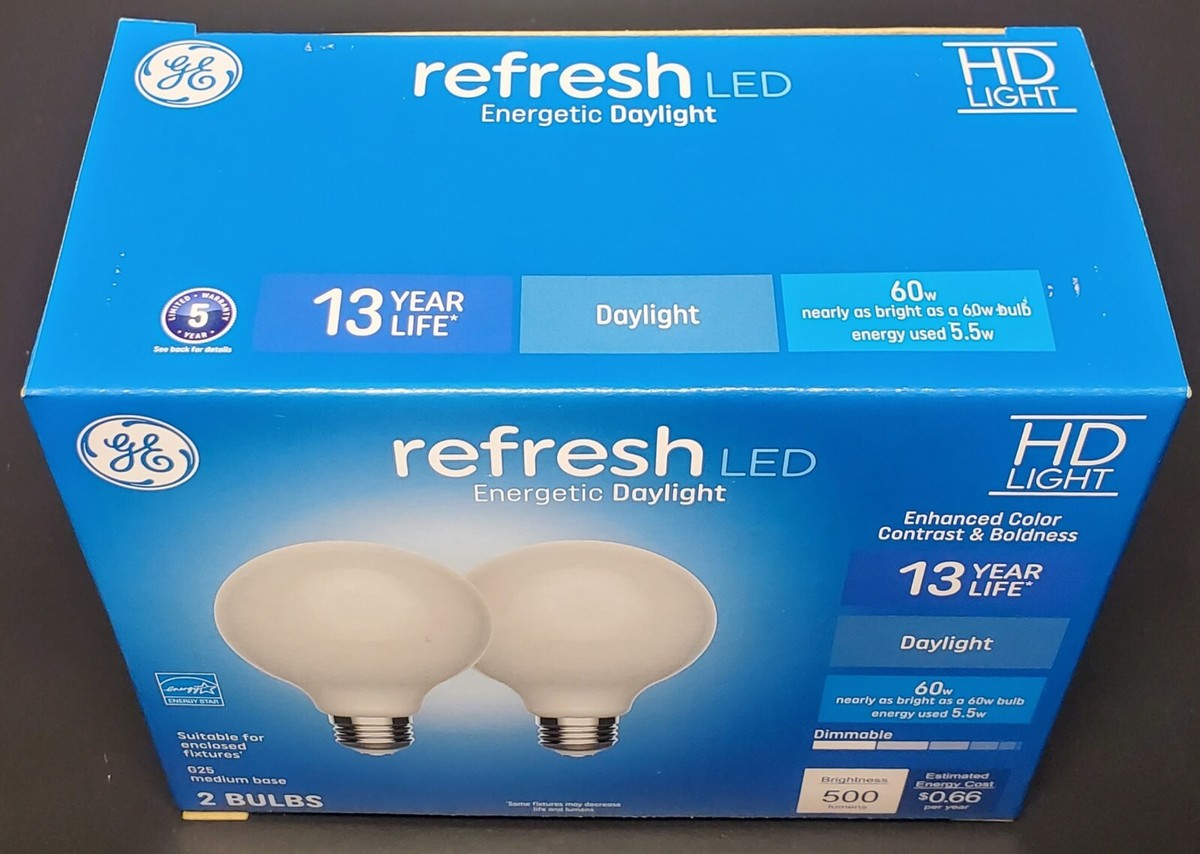 GE
refresh LED
Energetic Daylight
HD
LIGHT
LIMITED • WARRANTY
5
YEAR
See back for details
13 YEAR
LIFE*
Daylight
60w
nearly as bright as a 60w bulb
energy used 5.5w
GE
refresh LED
Energetic Daylight
HD
LIGHT
Enhanced Color
Contrast & Boldness
13 YEAR
LIFE*
Daylight
60w
nearly as bright as a 60w bulb
energy used 5.5w
Dimmable
energy
ENERGY STAR
Suitable for
enclosed
fixtures*
G25
medium base
2 BULBS
*Some fixtures may decrease
life and lumens
Brightness
500
lumens
Estimated
Energy Cost
$0.66
per year